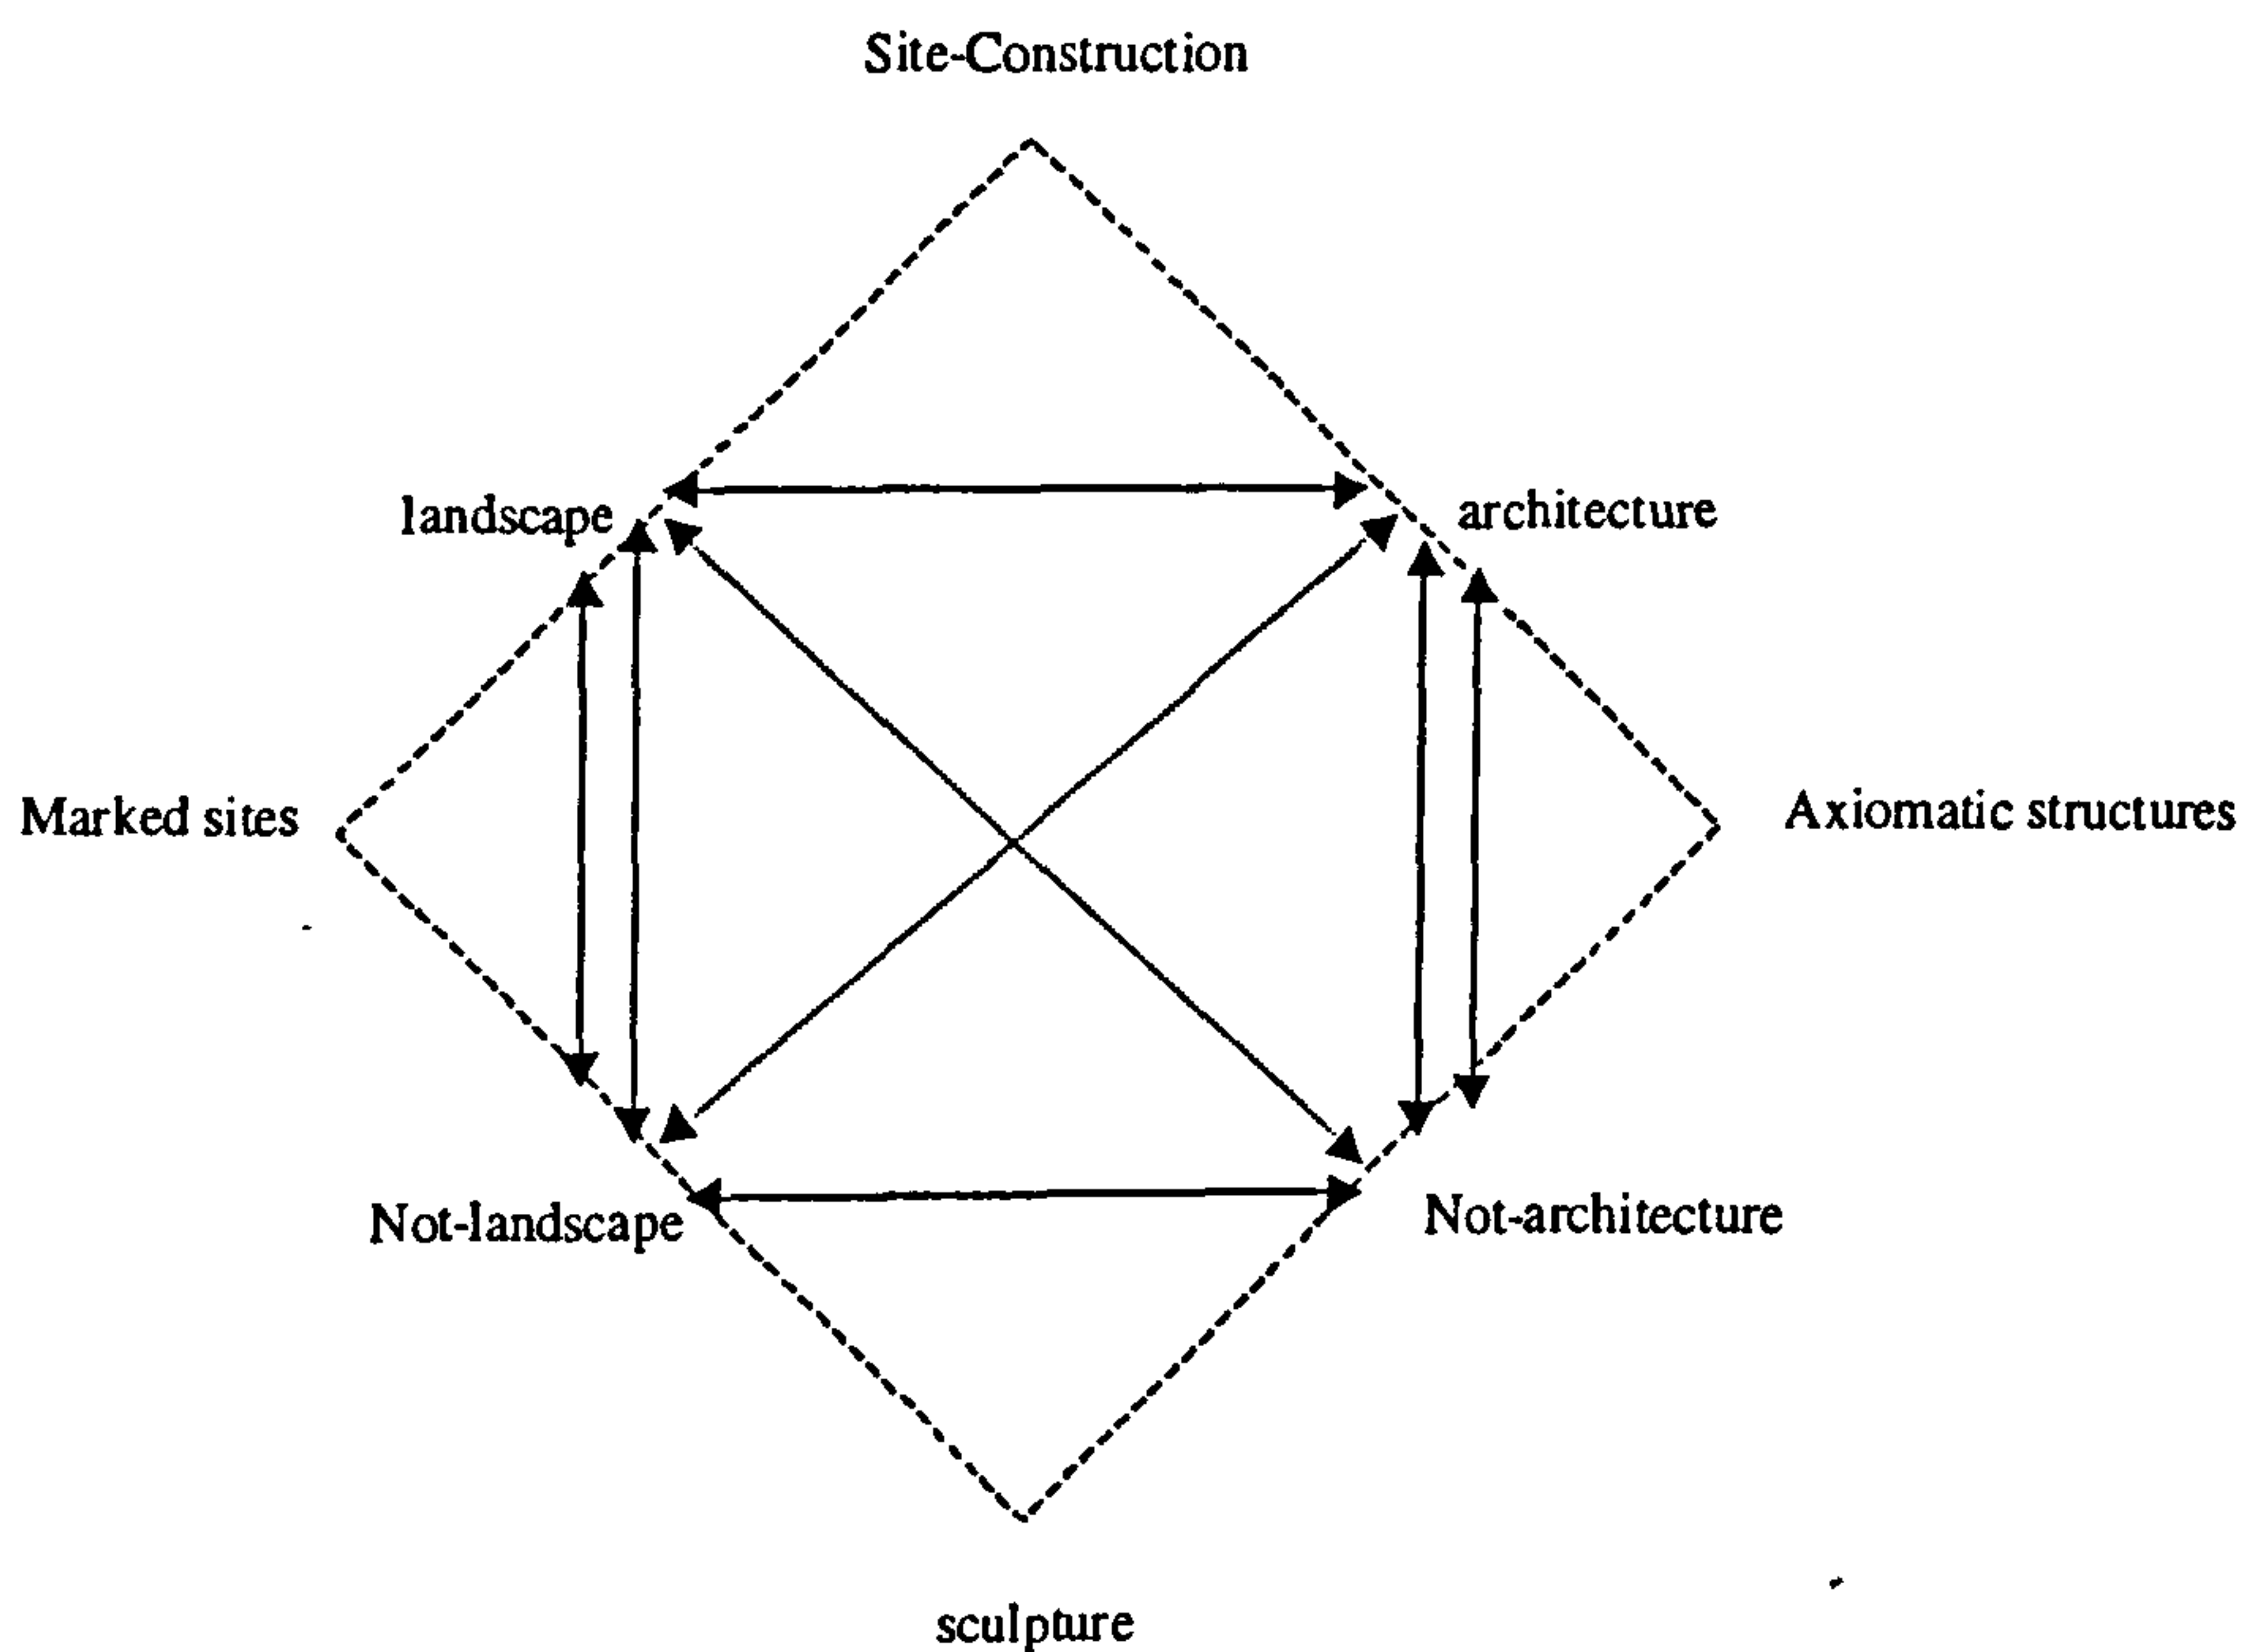 Site-Construction
landscape
architecture
Marked sites
Axiomatic structures
Not-landscape
Not-architecture
sculpture